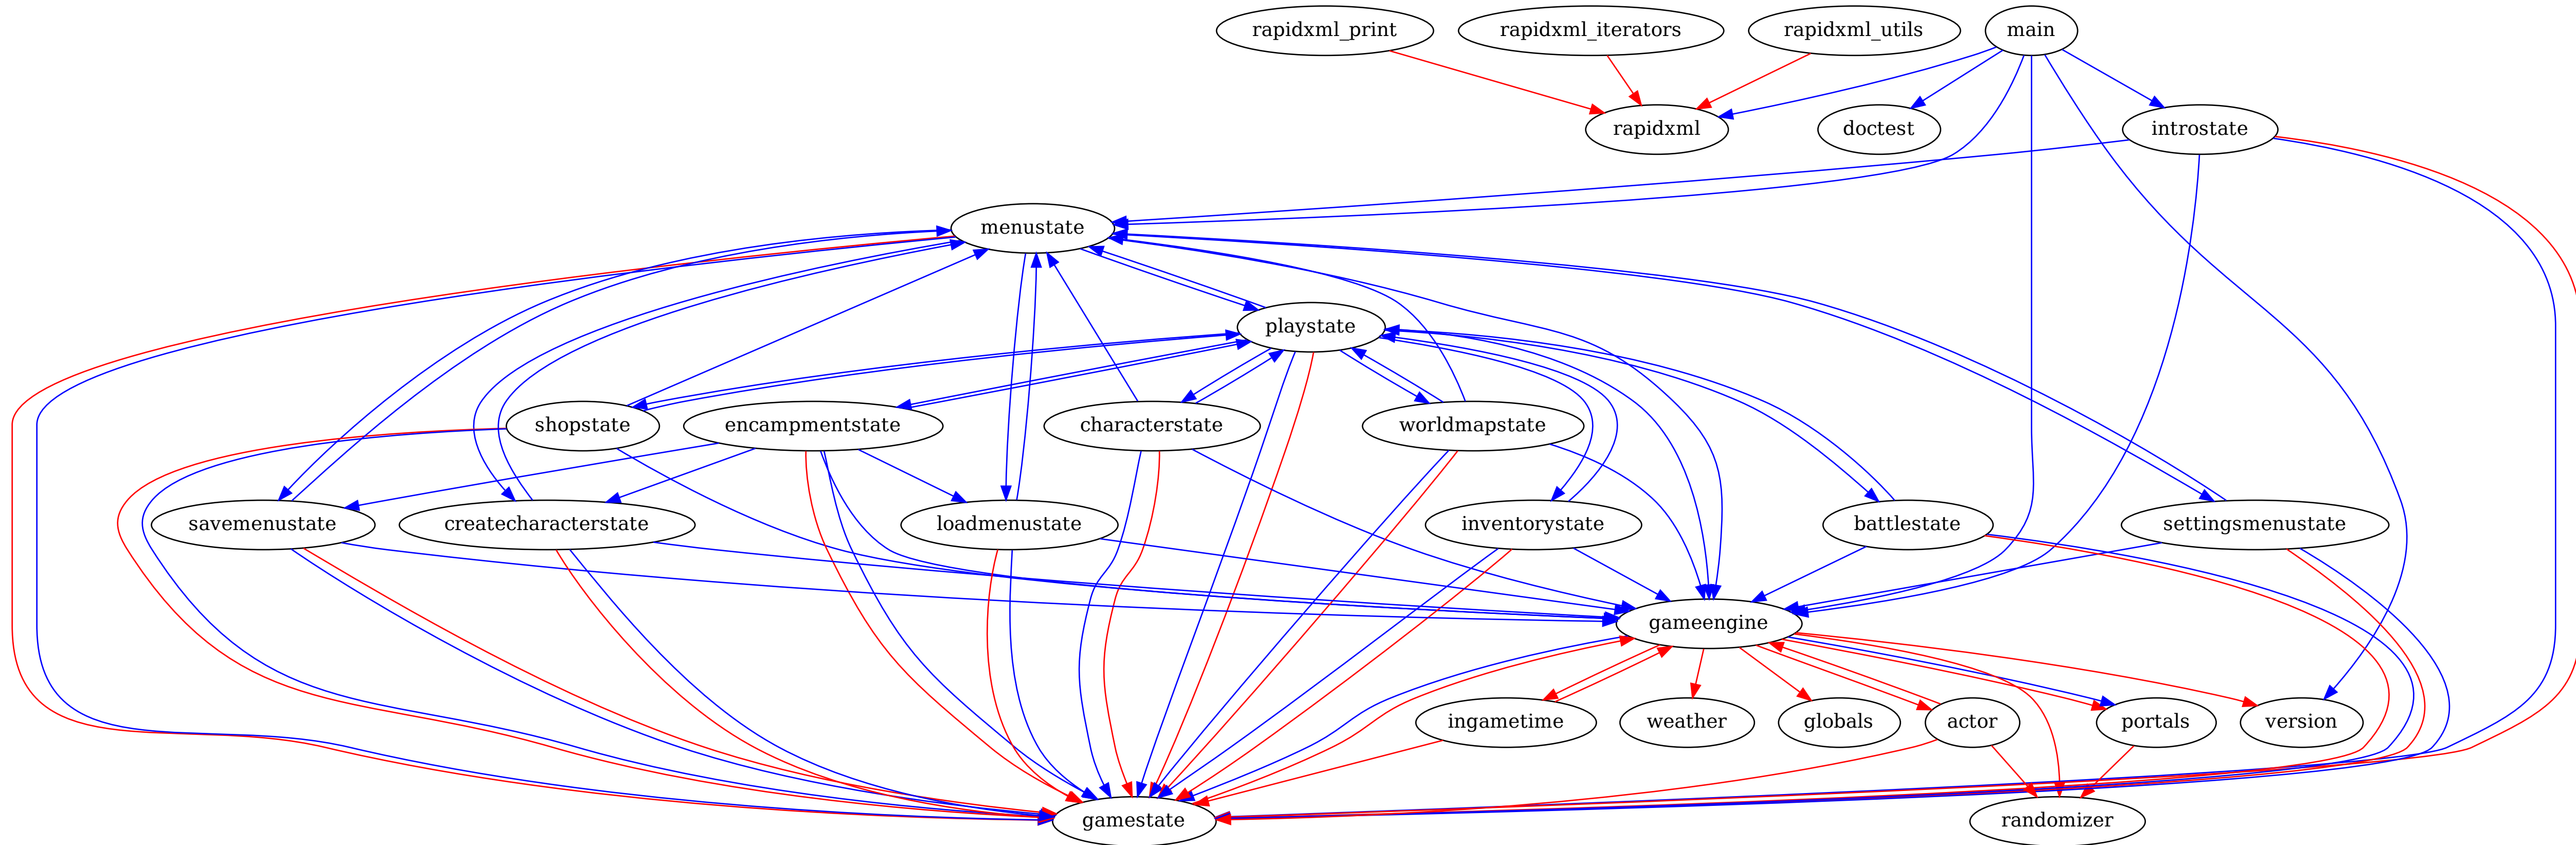 rapidxml_print
rapidxml_iterators
rapidxml_utils
main
rapidxml
doctest
introstate
menustate
playstate
shopstate
encampmentstate
characterstate
worldmapstate
savemenustate
createcharacterstate
loadmenustate
inventorystate
battlestate
settingsmenustate
gameengine
ingametime
weather
globals
actor
portals
version
gamestate
randomizer